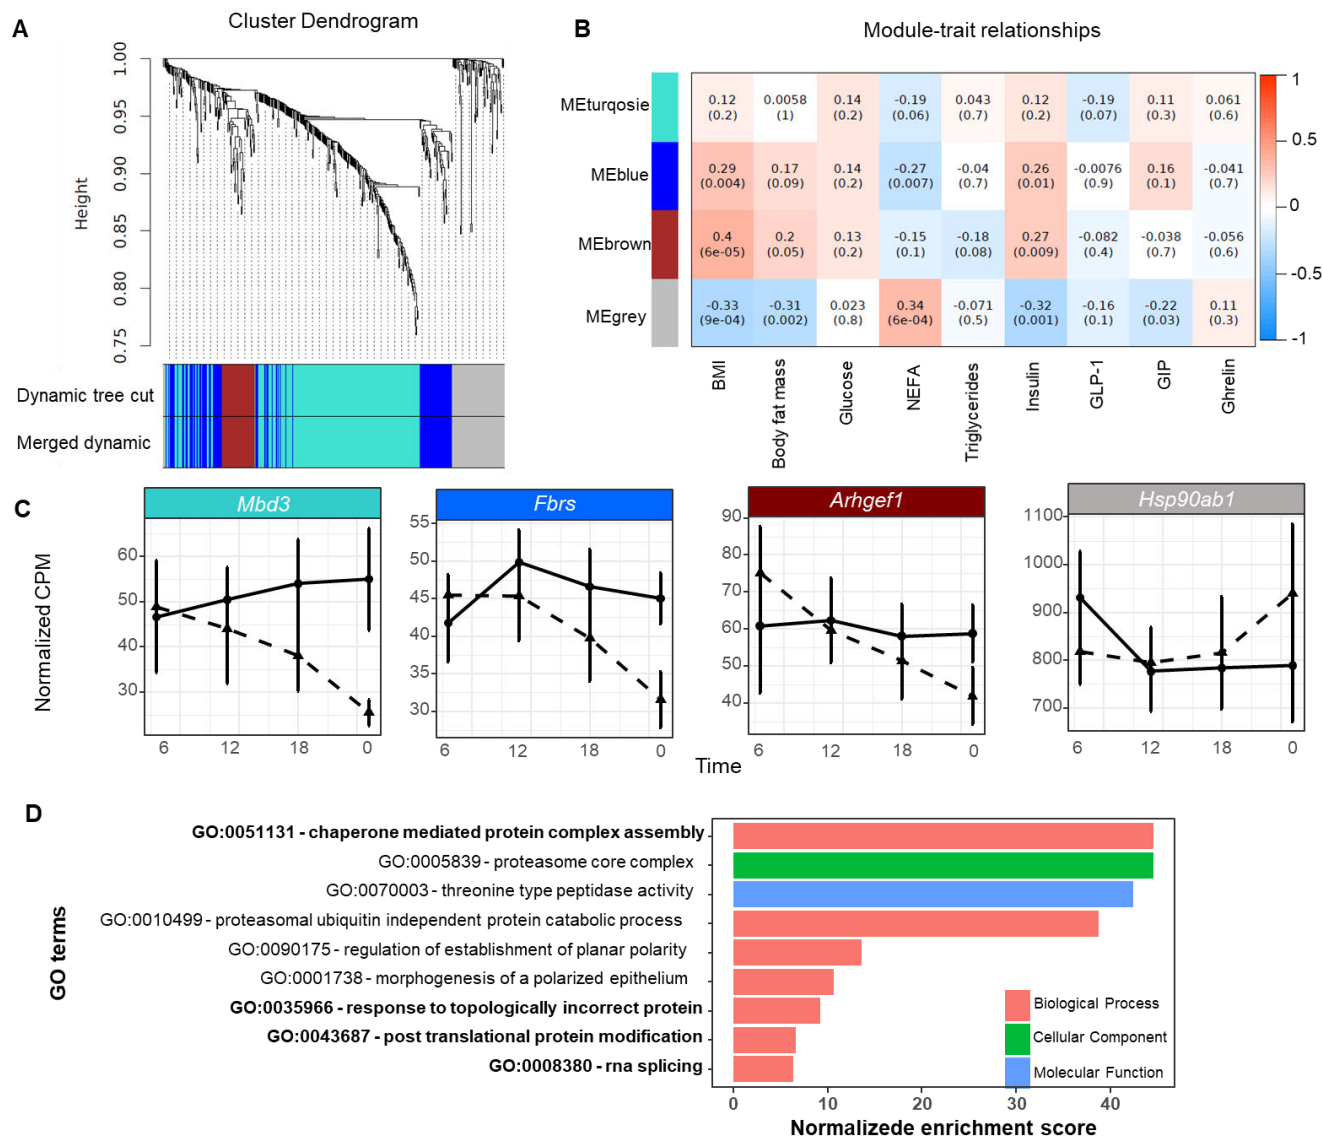 A
Cluster Dendrogram
Height
1.00
0.95
0.90
0.85
0.80
0.75
Dynamic tree cut
Merged dynamic
B
Module-trait relationships
MEturqosie
0.12 0.0058 0.14 -0.19 0.043 0.12 -0.19 0.11 0.061
(0.2) (1) (0.2) (0.06) (0.7) (0.2) (0.07) (0.3) (0.6)
MEblue
0.29 0.17 0.14 -0.27 -0.04 0.26 -0.0076 0.16 -0.041
(0.004) (0.09) (0.2) (0.007) (0.7) (0.01) (0.9) (0.1) (0.7)
MEbrown
0.4 0.2 0.13 -0.15 -0.18 0.27 -0.082 -0.038 -0.056
(6e-05) (0.05) (0.2) (0.1) (0.08) (0.009) (0.4) (0.7) (0.6)
MEgrey
-0.33 -0.31 0.023 0.34 -0.071 -0.32 -0.16 -0.22 0.11
(9e-04) (0.002) (0.8) (6e-04) (0.5) (0.001) (0.1) (0.03) (0.3)
BMI
Body fat mass
Glucose
NEFA
Triglycerides
Insulin
GLP-1
GIP
Ghrelin
1
0.5
0
-0.5
-1
C
Normalized CPM
Mbd3
60
50
40
30
6 12 18 0
Fbrs
55
50
45
40
35
30
6 12 18 0
Arhgef1
90
80
70
60
50
40
6 12 18 0
Hsp90ab1
1100
1000
900
800
700
6 12 18 0
Time
D
GO terms
GO:0051131 - chaperone mediated protein complex assembly
GO:0005839 - proteasome core complex
GO:0070003 - threonine type peptidase activity
GO:0010499 - proteasomal ubiquitin independent protein catabolic process
GO:0090175 - regulation of establishment of planar polarity
GO:0001738 - morphogenesis of a polarized epithelium
GO:0035966 - response to topologically incorrect protein
GO:0043687 - post translational protein modification
GO:0008380 - rna splicing
Biological Process
Cellular Component
Molecular Function
0 10 20 30 40
Normalizede enrichment score